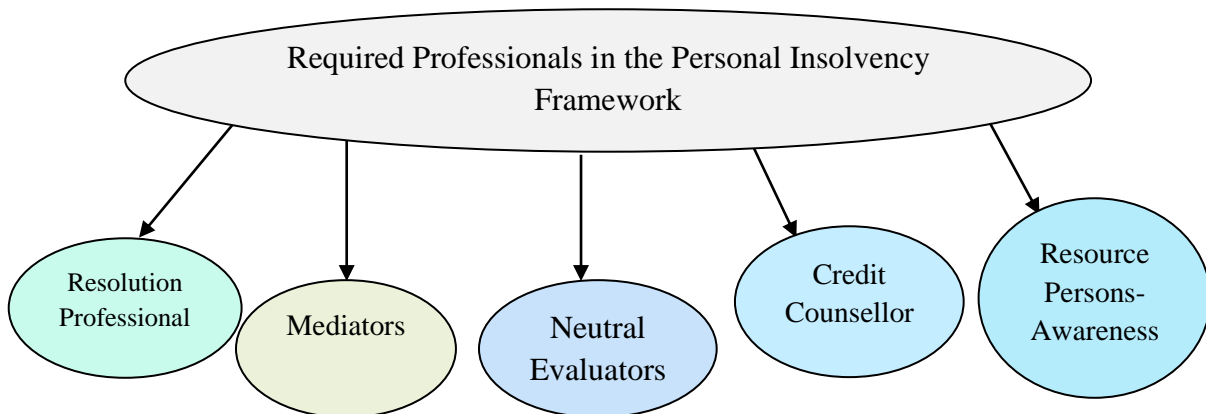 Required Professionals in the Personal Insolvency
Framework
Resolution
Professional
Mediators
Neutral
Evaluators
Credit
Counsellor
Resource
Persons-
Awareness